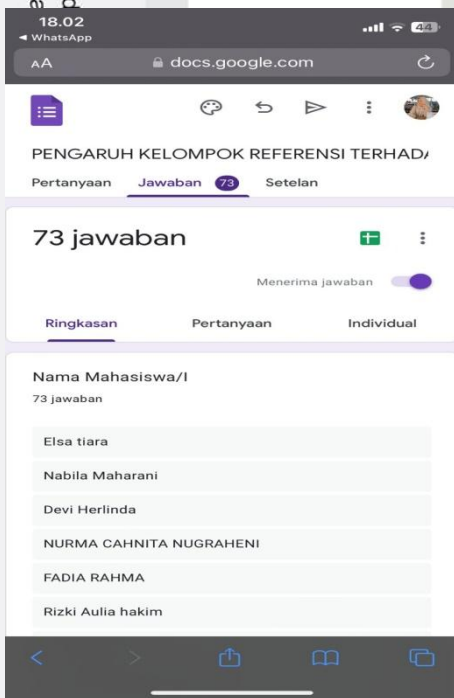 18.02
44
◄ WhatsApp
AA docs.google.com
PENGARUH KELOMPOK REFERENSI TERHADA
Pertanyaan Jawaban 73 Setelan
73 jawaban
Menerima jawaban
Ringkasan Pertanyaan Individual
Nama Mahasiswa/I
73 jawaban
Elsa tiara
Nabila Maharani
Devi Herlinda
NURMA CAHNITA NUGRAHENI
FADIA RAHMA
Rizki Aulia hakim